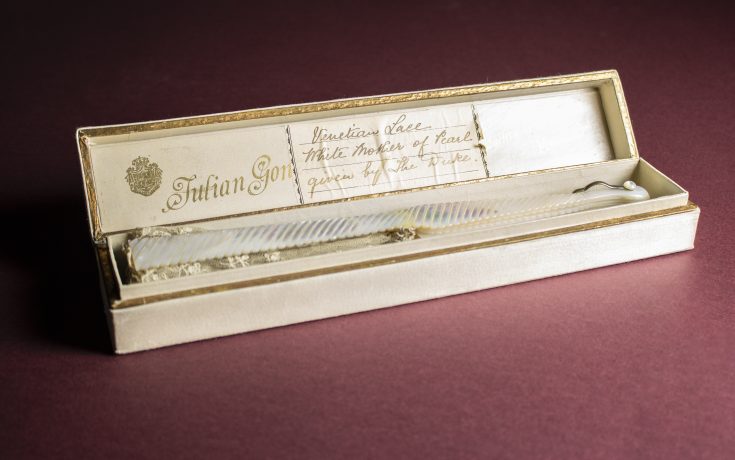 Julian Gon
Venetian Lace
White Mother of Pearl
given by The Duke.